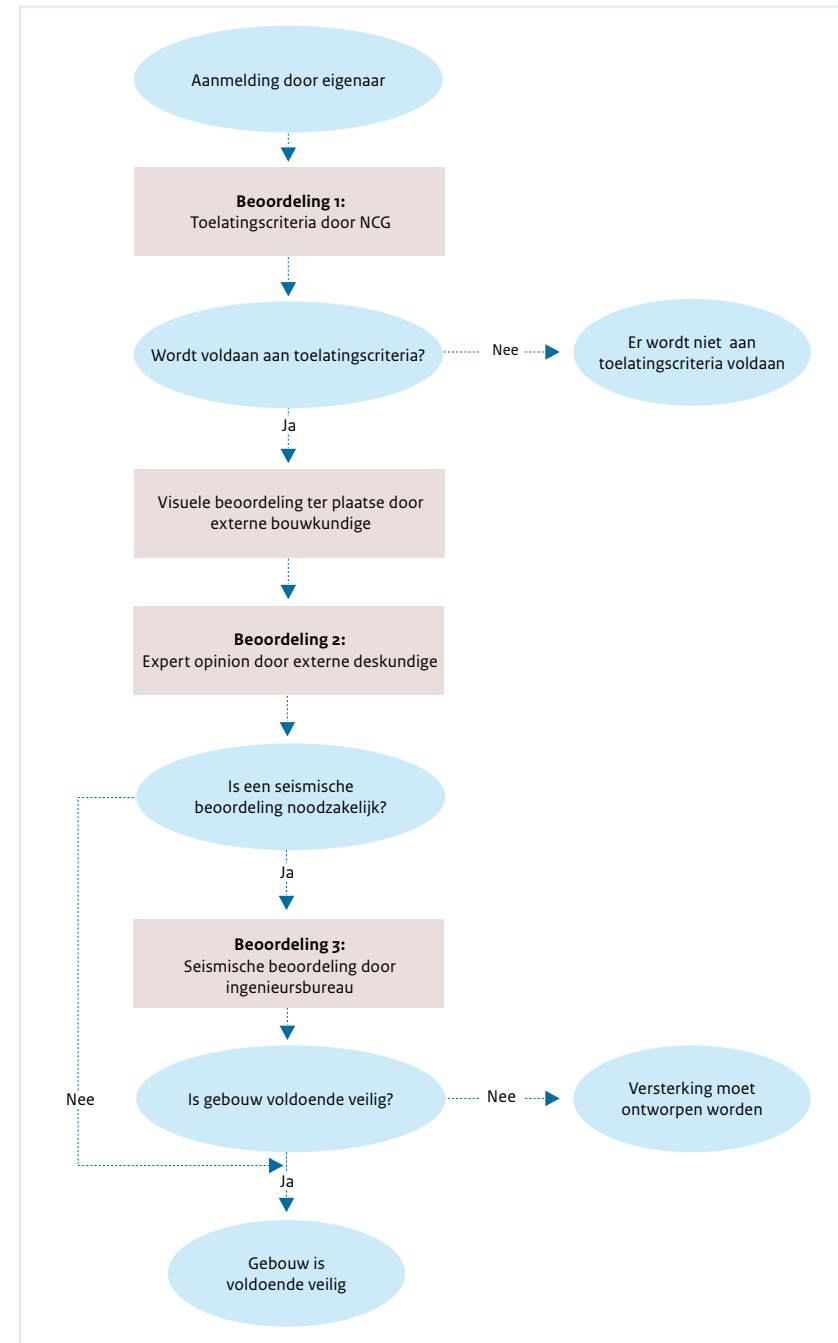 Aanmelding door eigenaar
Beoordeling 1:
Toelatingscriteria door NCG
Wordt voldaan aan toelatingscriteria?
Nee
Er wordt niet aan
toelatingscriteria voldaan
Ja
Visuele beoordeling ter plaatse door
externe bouwkundige
Beoordeling 2:
Expert opinion door externe deskundige
Is een seismische
beoordeling noodzakelijk?
Ja
Beoordeling 3:
Seismische beoordeling door
ingenieursbureau
Nee
Is gebouw voldoende veilig?
Nee
Versterking moet
ontworpen worden
Ja
Gebouw is
voldoende veilig